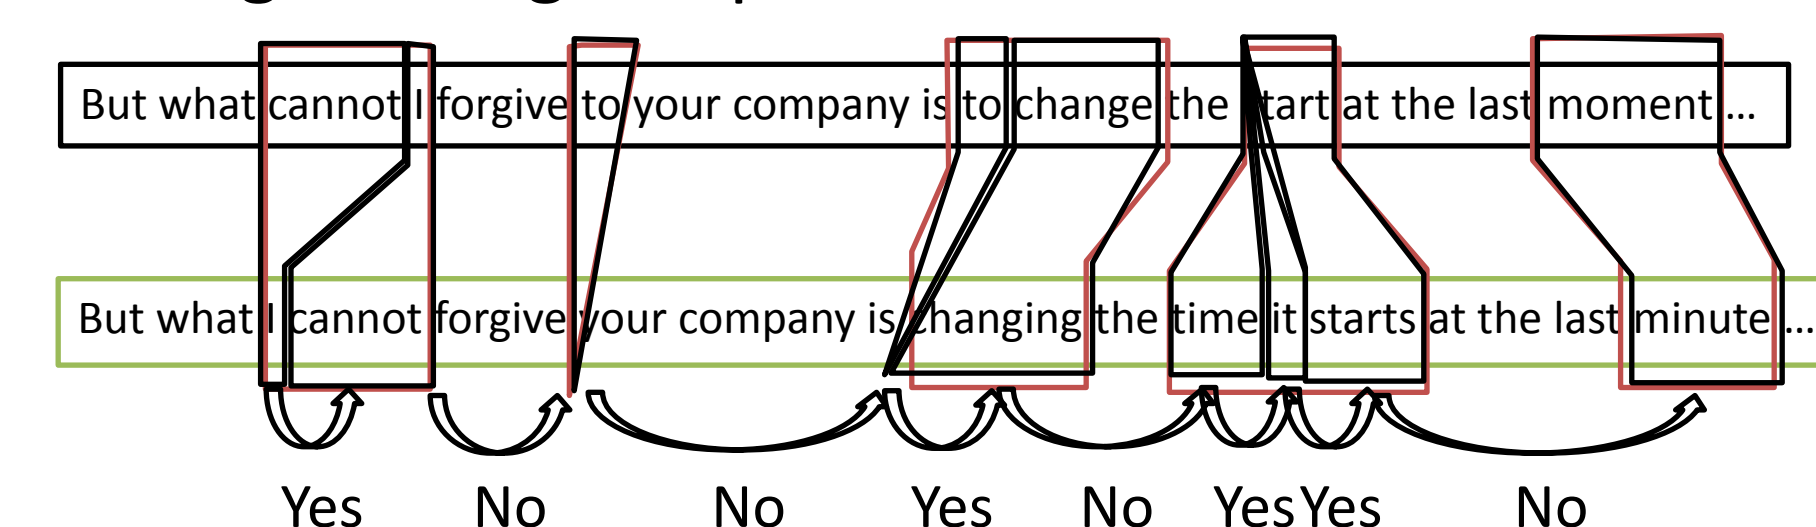 But what cannot I forgive to your company is to change the start at the last moment ...
But what I cannot forgive your company is changing the time it starts at the last minute ...
Yes No No Yes No Yes Yes No